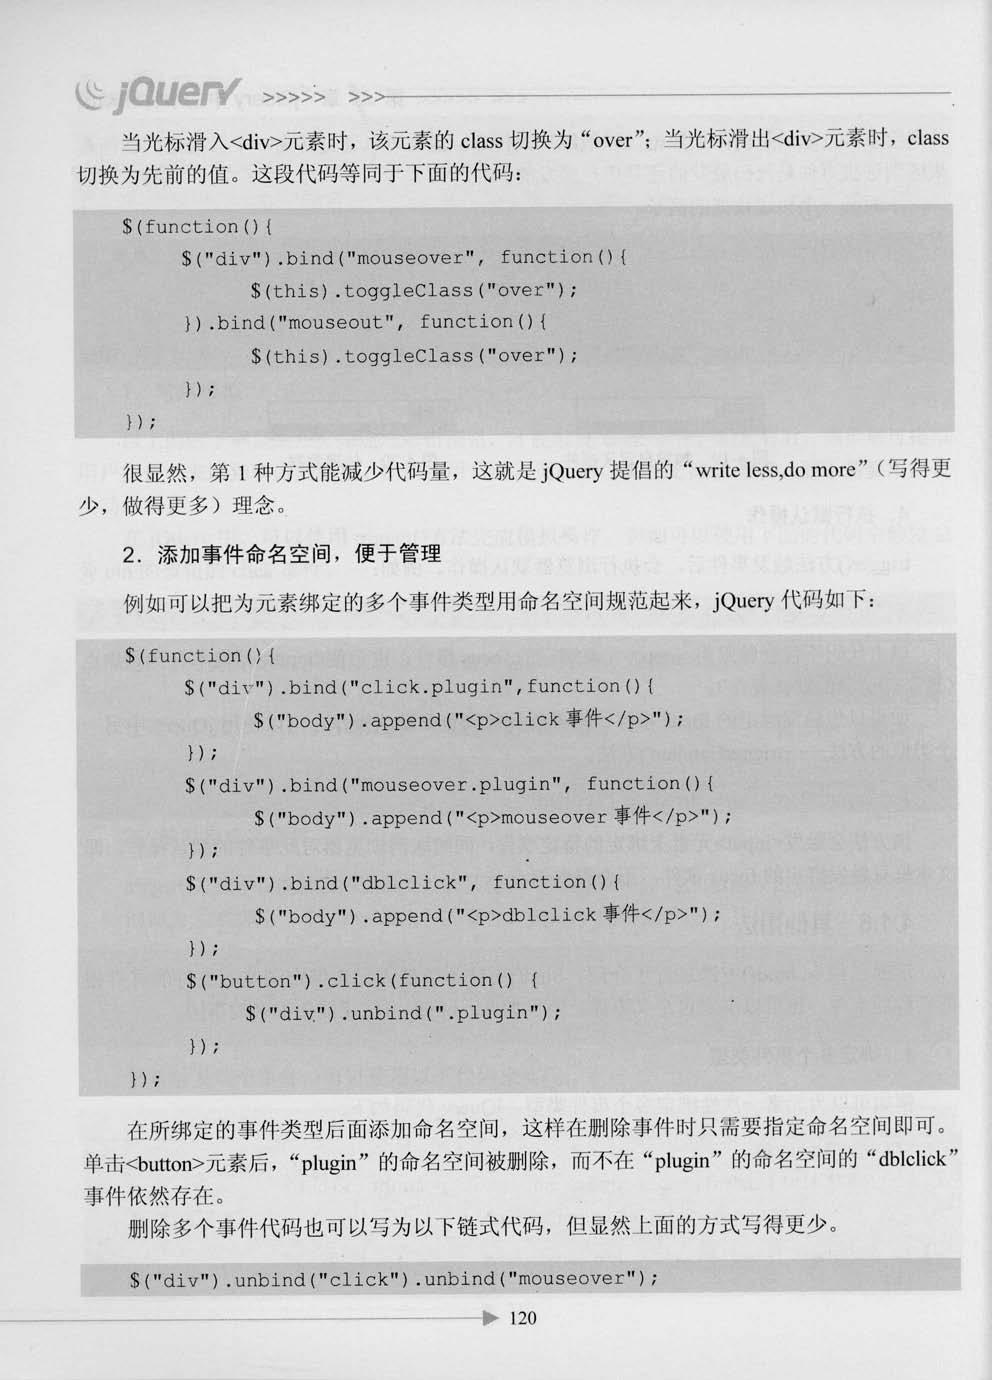 jQuery >>>>> >>>
当光标滑入<div>元素时，该元素的 class 切换为“over”；当光标滑出<div>元素时，class
切换为先前的值。这段代码等同于下面的代码：
$(function(){
$("div").bind("mouseover", function(){
$(this).toggleClass("over");
}).bind("mouseout", function(){
$(this).toggleClass("over");
});
});
很显然，第 1 种方式能减少代码量，这就是 jQuery 提倡的“write less,do more”（写得更
少，做得更多）理念。
2．添加事件命名空间，便于管理
例如可以把为元素绑定的多个事件类型用命名空间规范起来，jQuery 代码如下：
$(function(){
$("div").bind("click.plugin",function(){
$("body").append("<p>click 事件</p>");
});
$("div").bind("mouseover.plugin", function(){
$("body").append("<p>mouseover 事件</p>");
});
$("div").bind("dblclick", function(){
$("body").append("<p>dblclick 事件</p>");
});
$("button").click(function() {
$("div").unbind(".plugin");
});
});
在所绑定的事件类型后面添加命名空间，这样在删除事件时只需要指定命名空间即可。
单击<button>元素后，“plugin”的命名空间被删除，而不在“plugin”的命名空间的“dblclick”
事件依然存在。
删除多个事件代码也可以写为以下链式代码，但显然上面的方式写得更少。
$("div").unbind("click").unbind("mouseover");
120